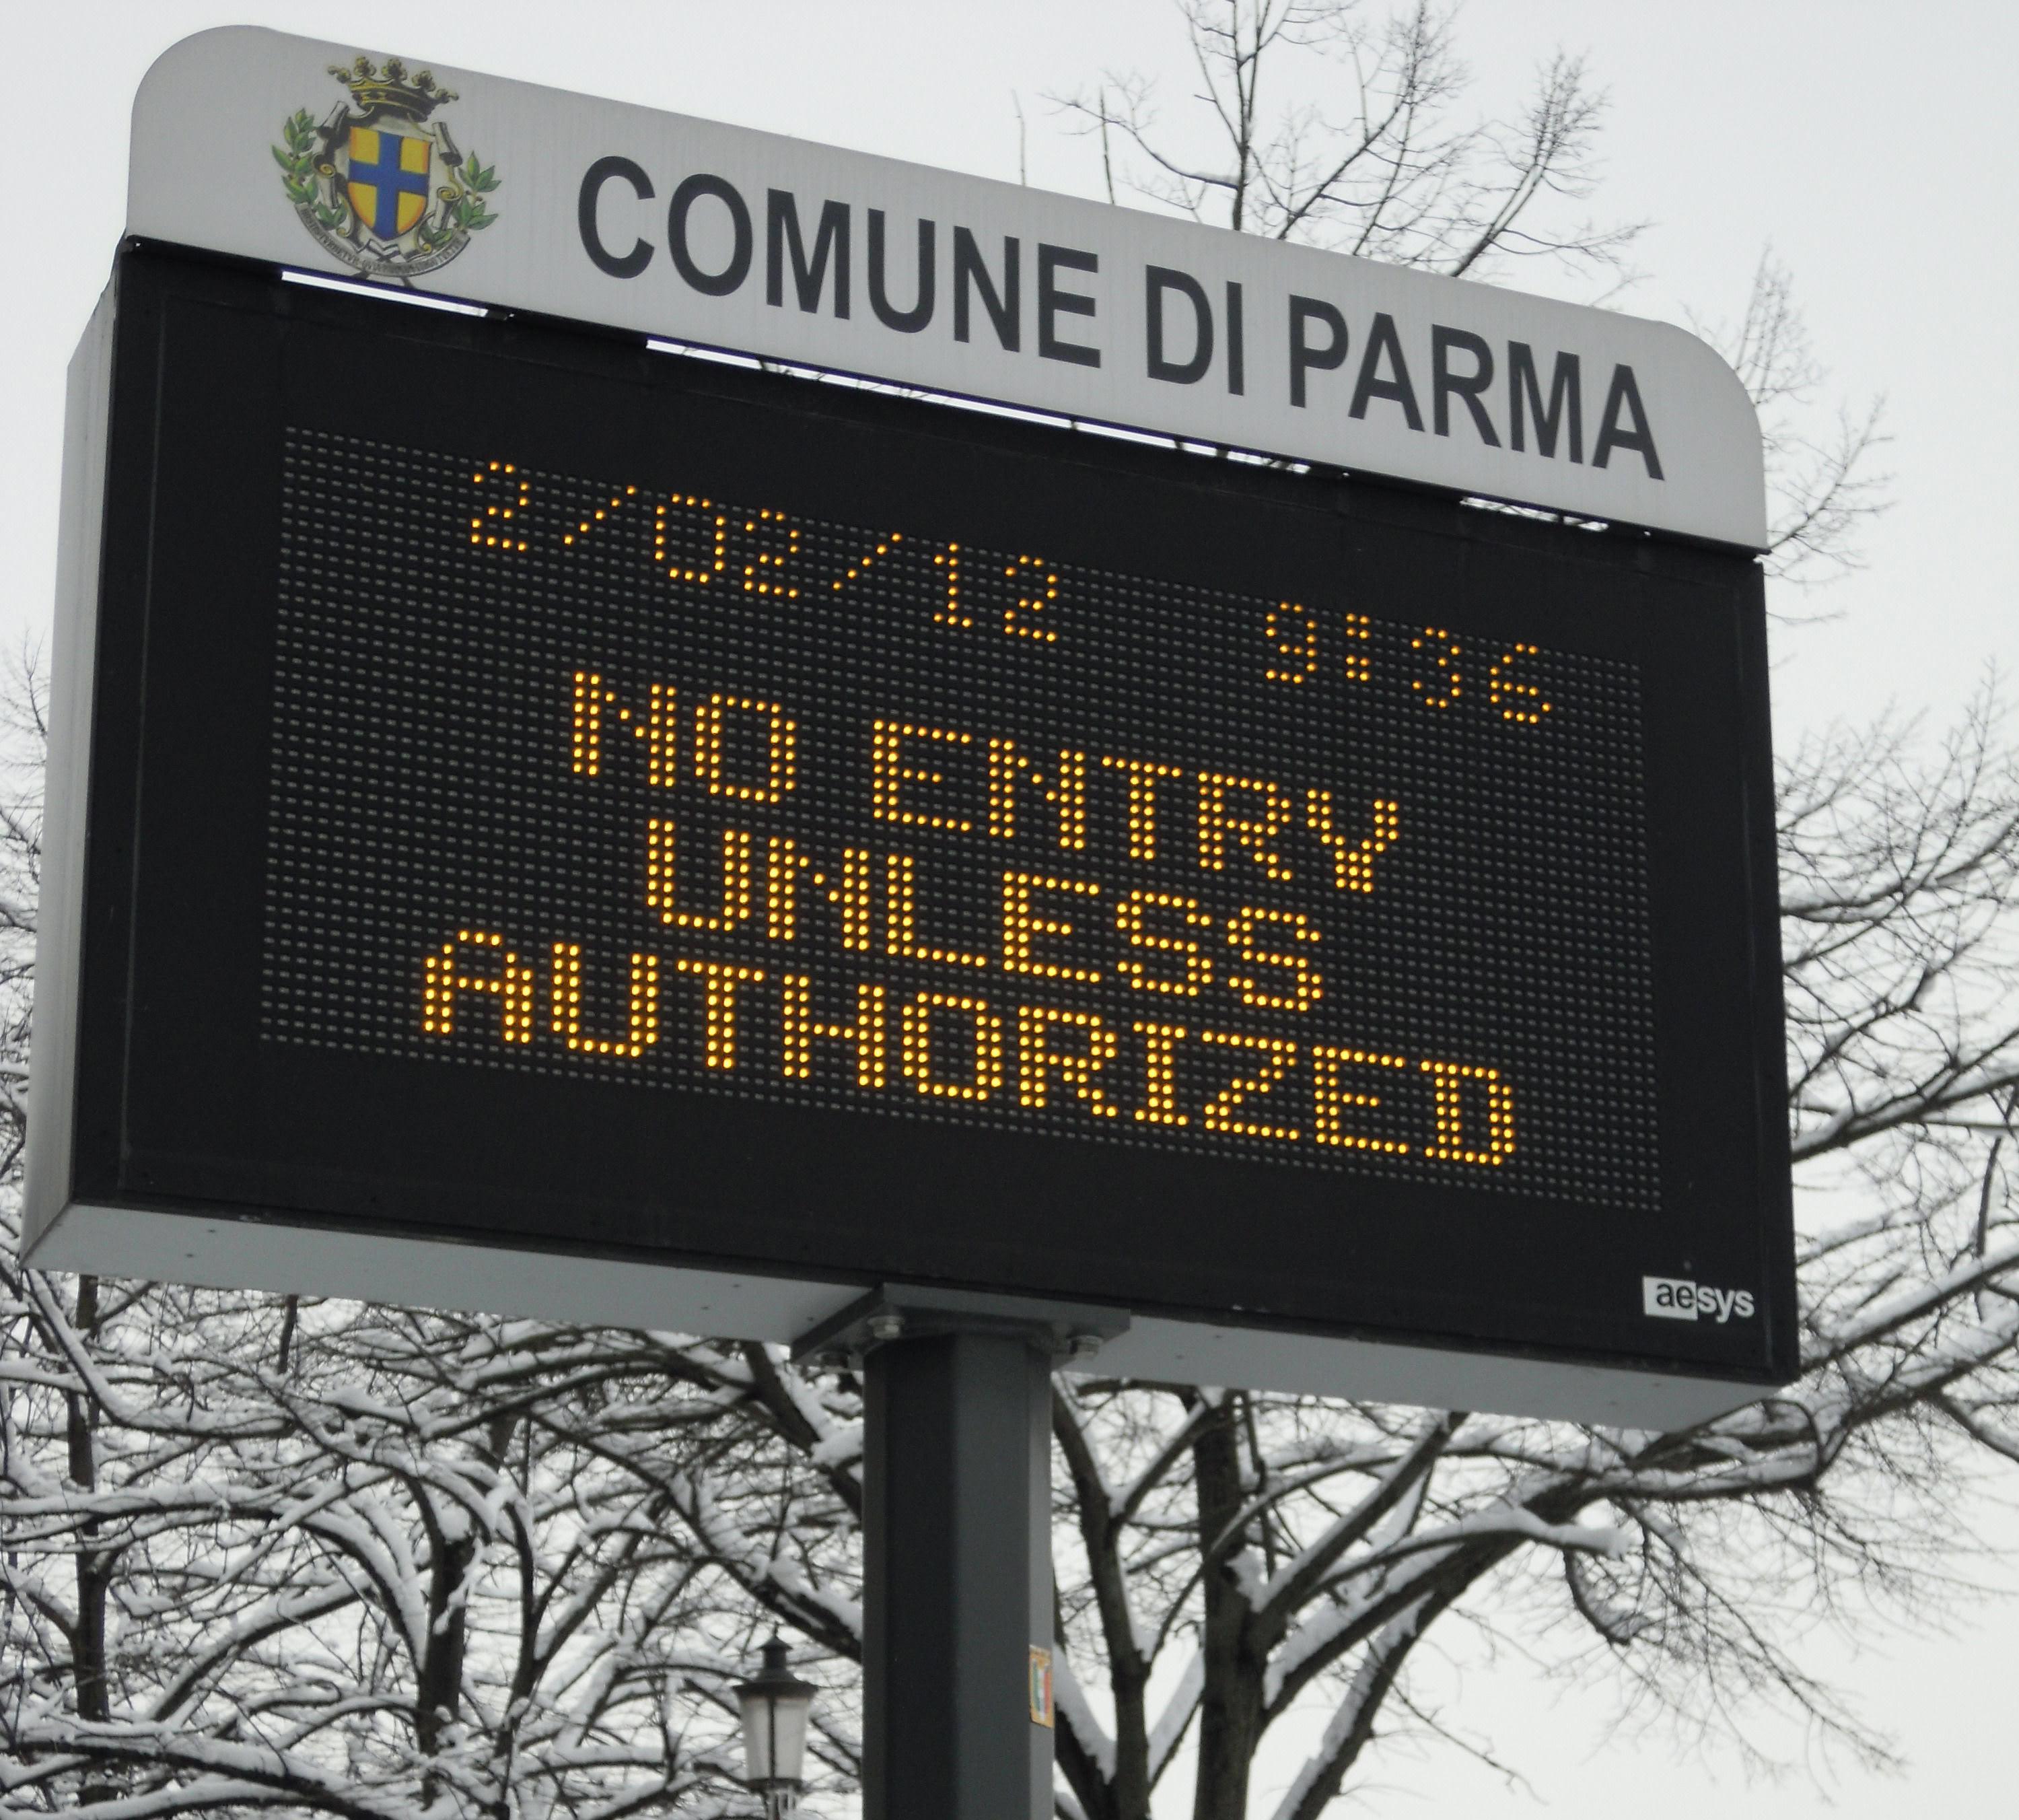 COMUNE DI PARMA
2/02/12 9:36
NO ENTRY
UNLESS
AUTHORIZED
aesys